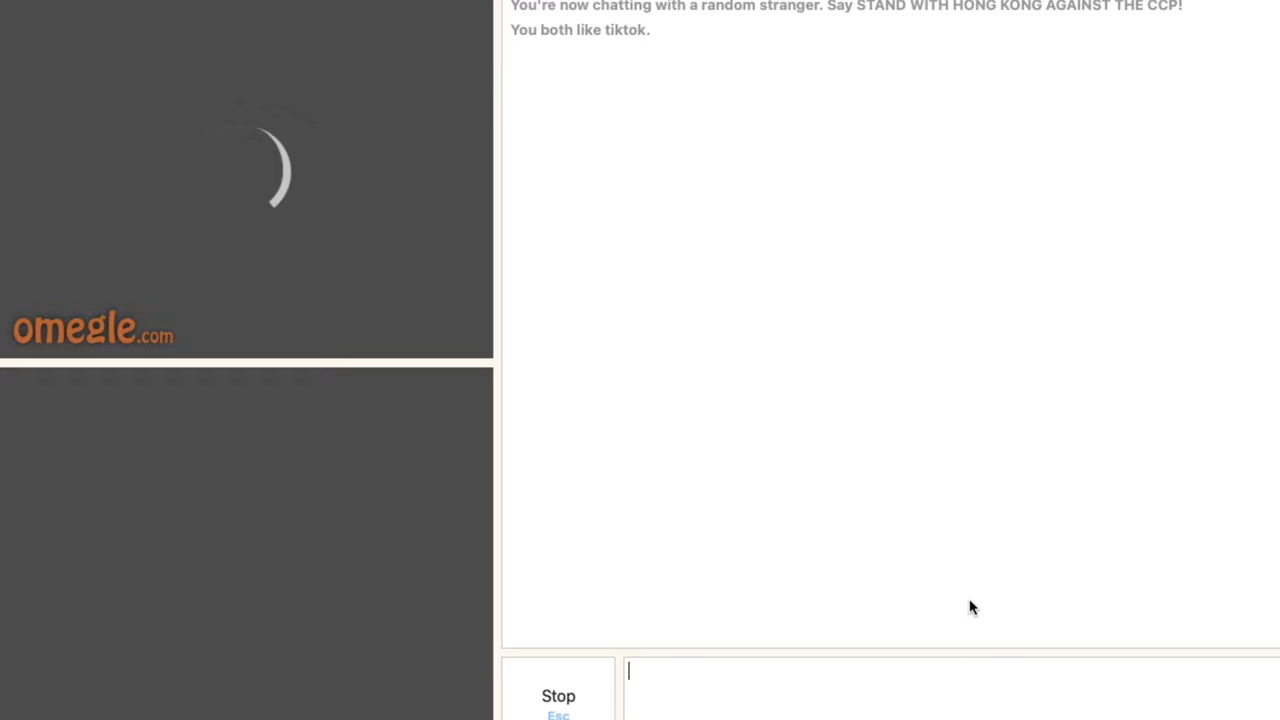 You're now chatting with a random stranger. Say STAND WITH HONG KONG AGAINST THE CCP!
You both like tiktok.
omegle.com
Stop
Esc